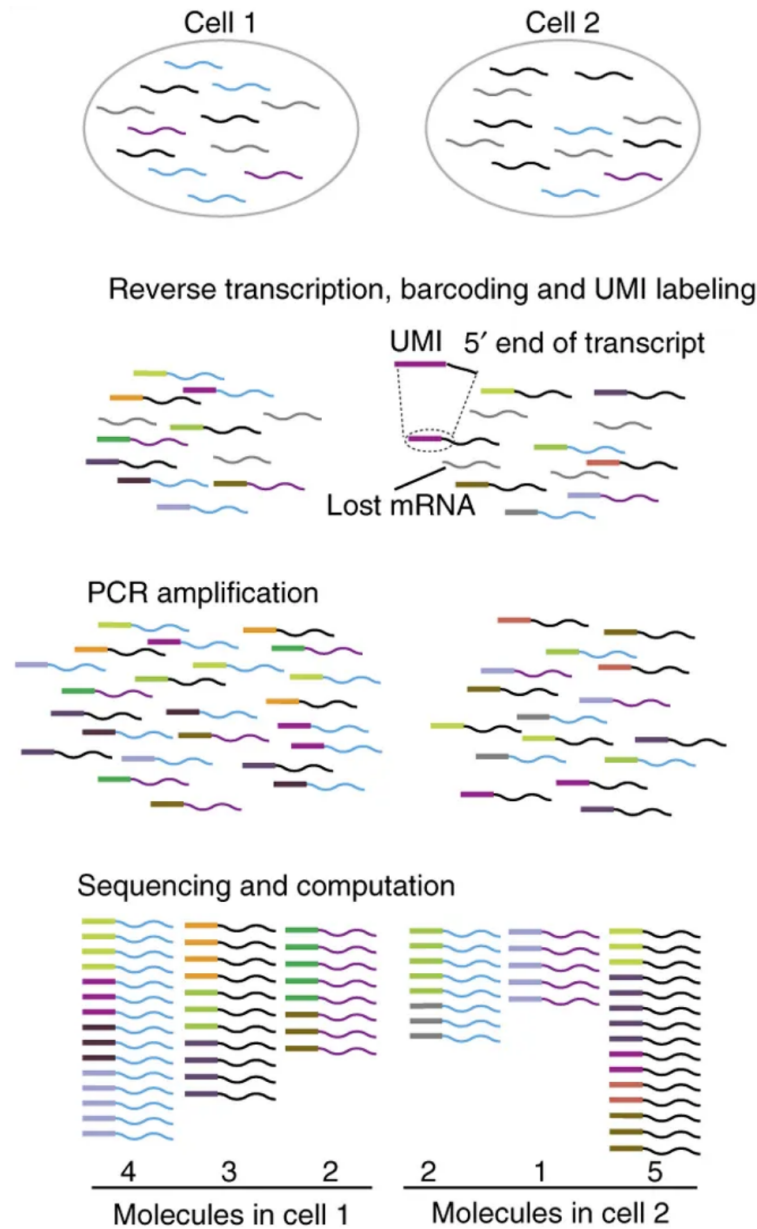 Cell 1
Cell 2
Reverse transcription, barcoding and UMI labeling
UMI
5′ end of transcript
Lost mRNA
PCR amplification
Sequencing and computation
4 3 2
2 1 5
Molecules in cell 1
Molecules in cell 2